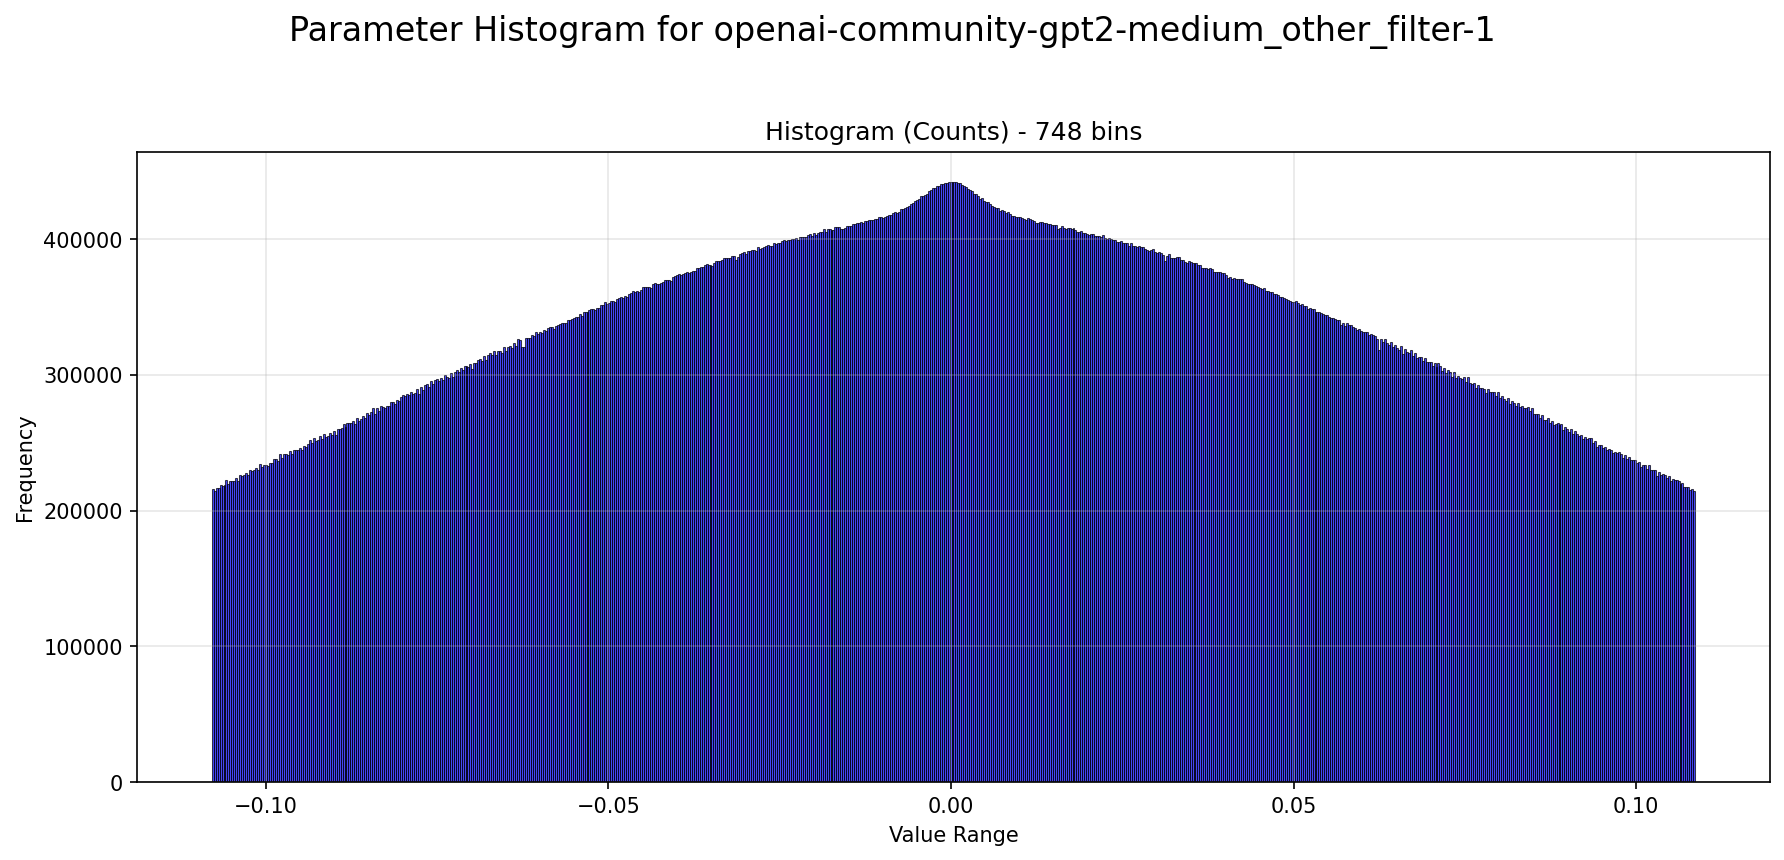 Parameter Histogram for openai-community-gpt2-medium_other_filter-1
Histogram (Counts) - 748 bins
400000
300000
200000
100000
0
Frequency
−0.10
−0.05
0.00
0.05
0.10
Value Range